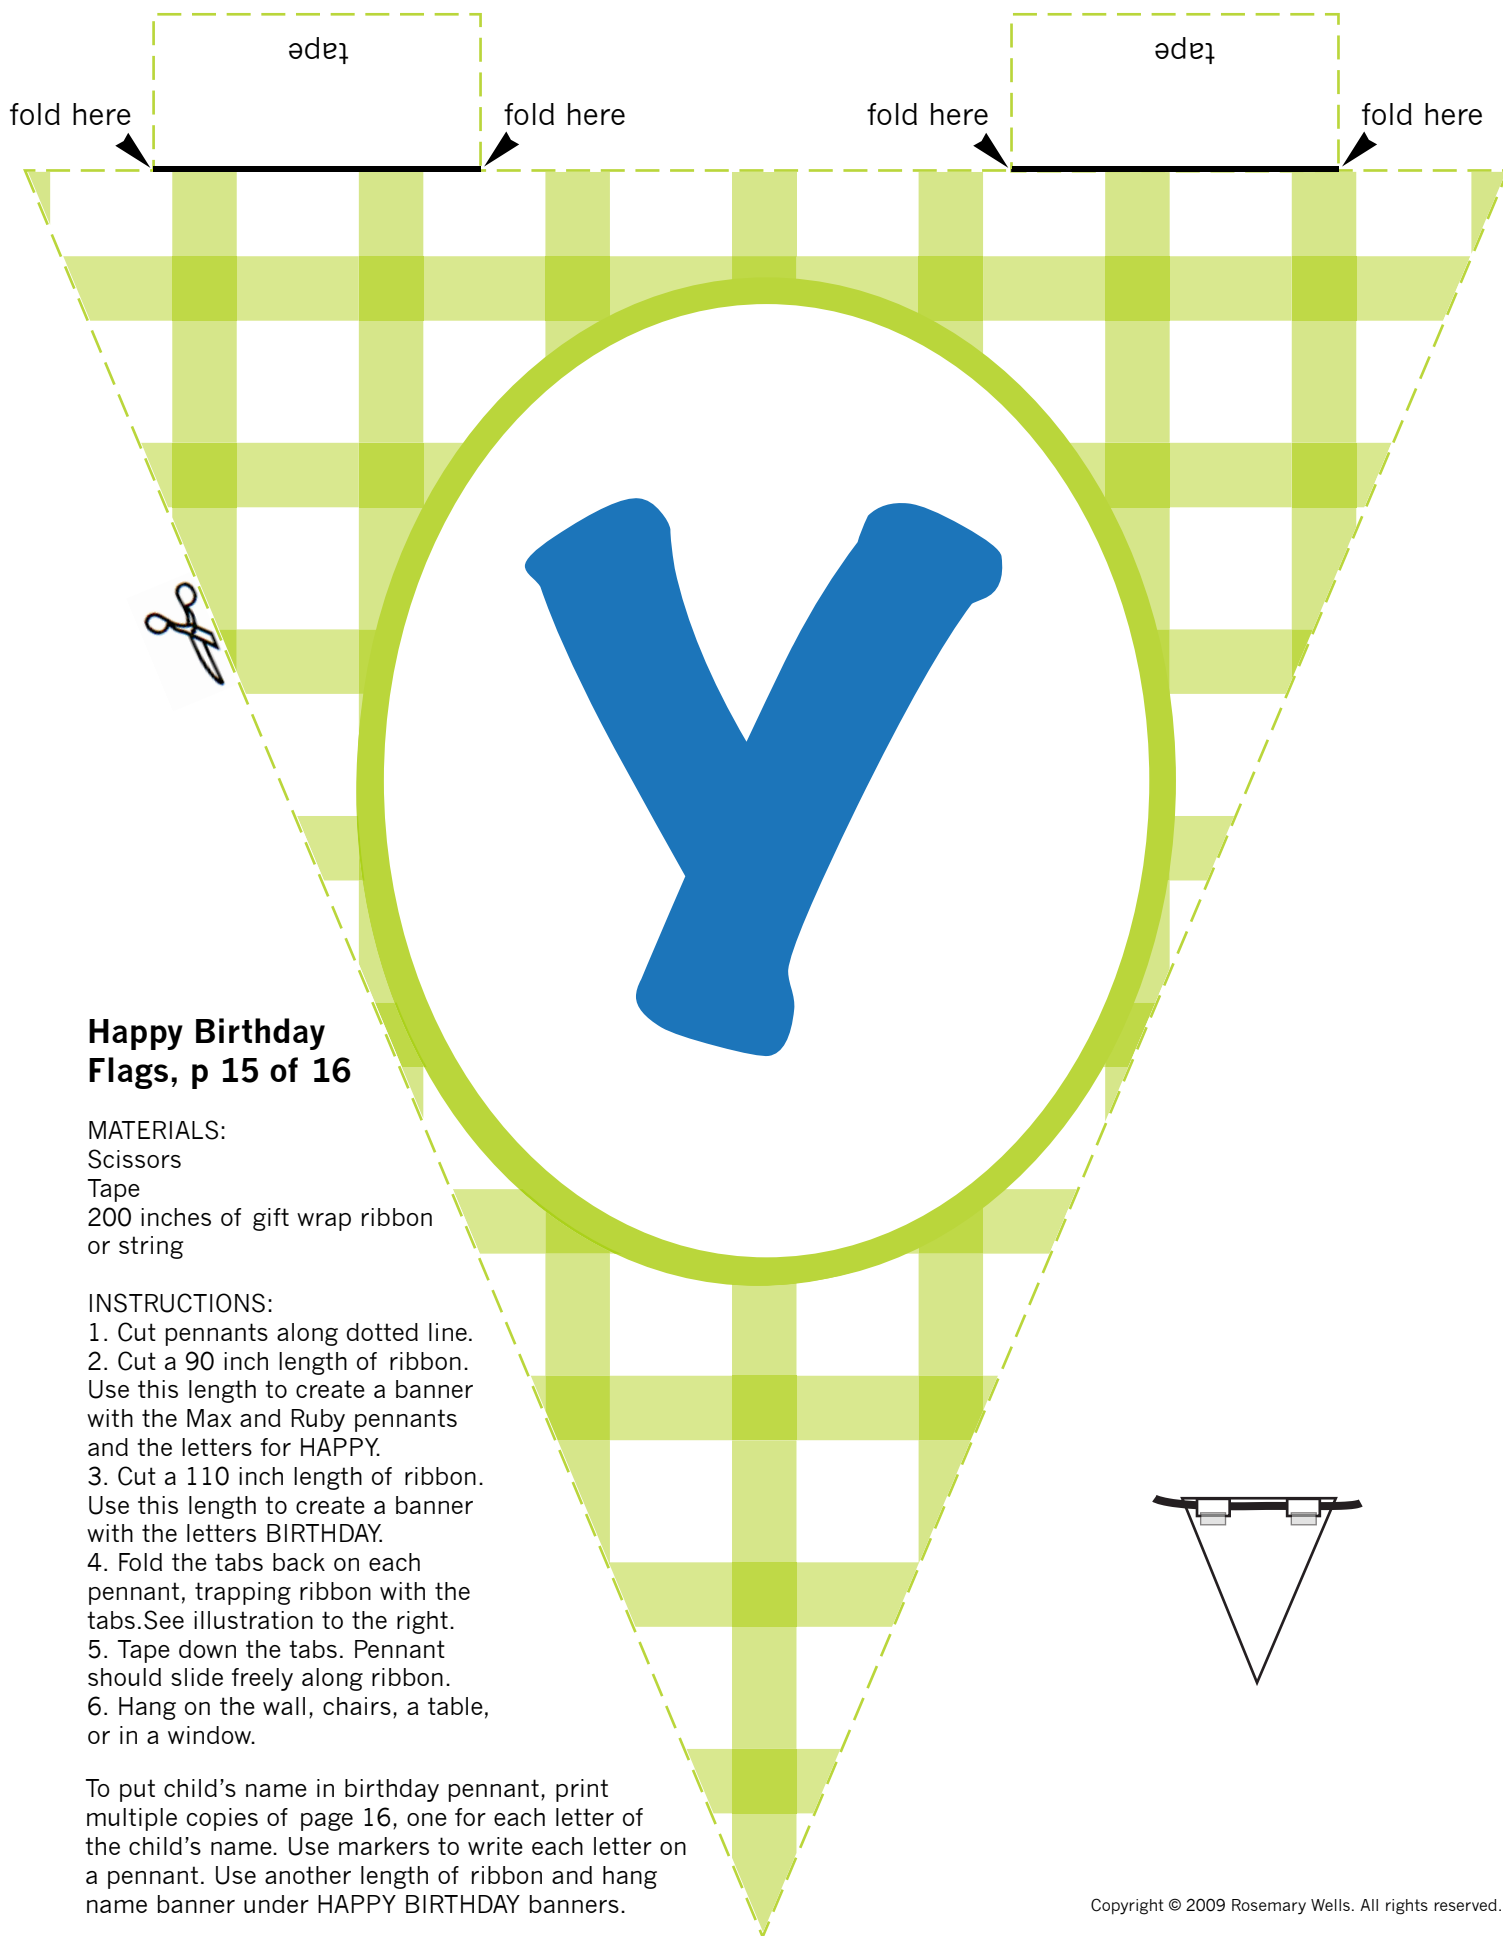 tape
tape
fold here
fold here
fold here
fold here
Y
Happy Birthday
Flags, p 15 of 16
MATERIALS:
Scissors
Tape
200 inches of gift wrap ribbon
or string
INSTRUCTIONS:
1. Cut pennants along dotted line.
2. Cut a 90 inch length of ribbon.
Use this length to create a banner
with the Max and Ruby pennants
and the letters for HAPPY.
3. Cut a 110 inch length of ribbon.
Use this length to create a banner
with the letters BIRTHDAY.
4. Fold the tabs back on each
pennant, trapping ribbon with the
tabs.See illustration to the right.
5. Tape down the tabs. Pennant
should slide freely along ribbon.
6. Hang on the wall, chairs, a table,
or in a window.
To put child’s name in birthday pennant, print
multiple copies of page 16, one for each letter of
the child’s name. Use markers to write each letter on
a pennant. Use another length of ribbon and hang
name banner under HAPPY BIRTHDAY banners.
Copyright © 2009 Rosemary Wells. All rights reserved.